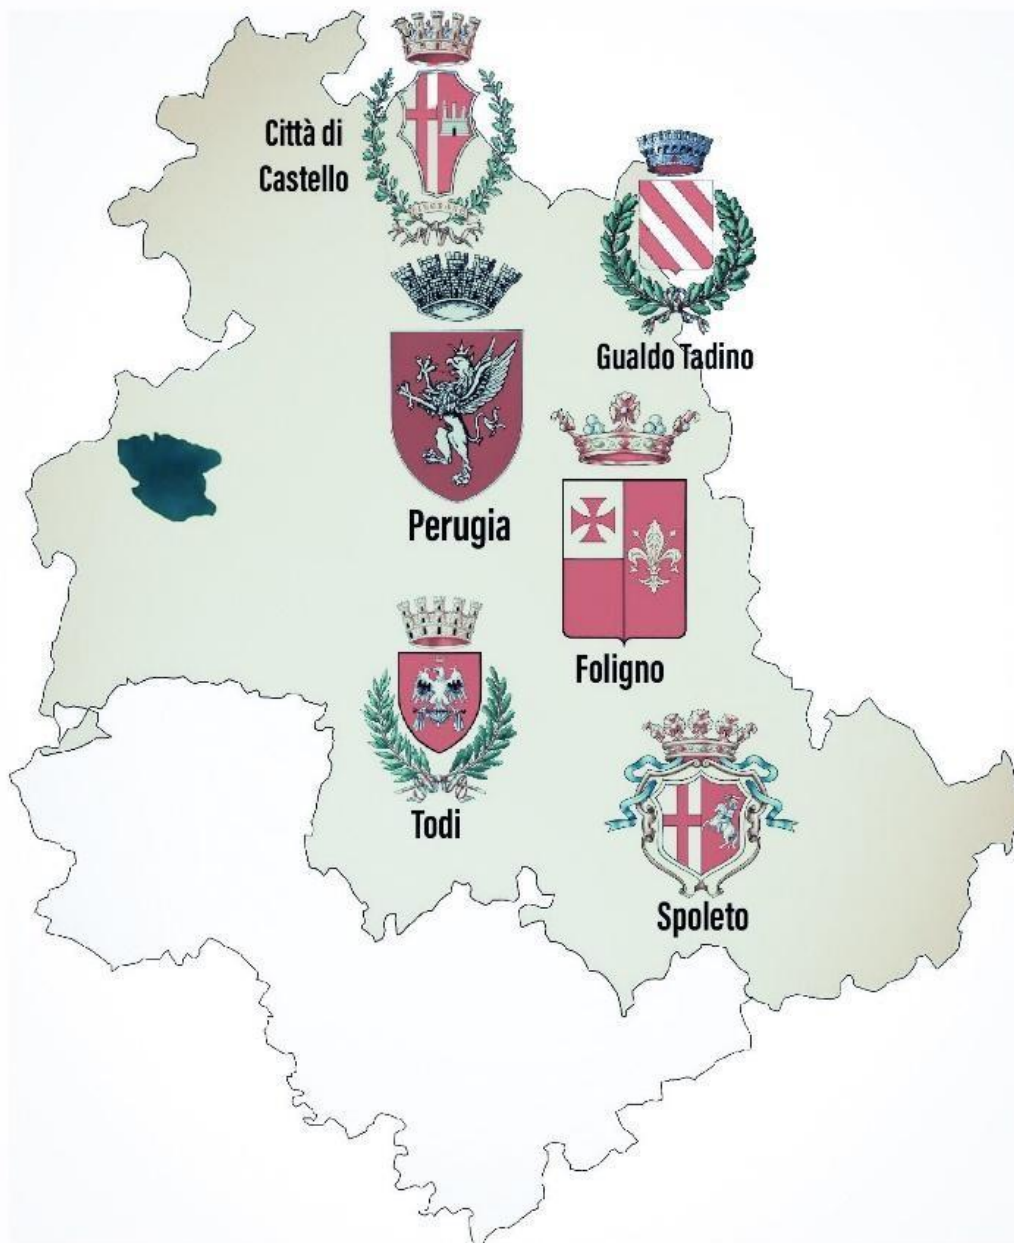 Città di
Castello
Gualdo Tadino
Perugia
Foligno
Todi
Spoleto